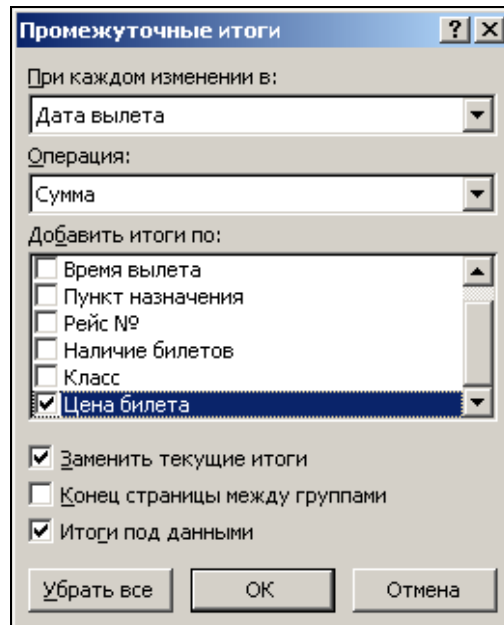 Промежуточные итоги
При каждом изменении в:
Дата вылета
Операция:
Сумма
Добавить итоги по:
Время вылета
Пункт назначения
Рейс №
Наличие билетов
Класс
Цена билета
Заменить текущие итоги
Конец страницы между группами
Итоги под данными
Убрать все ОК Отмена